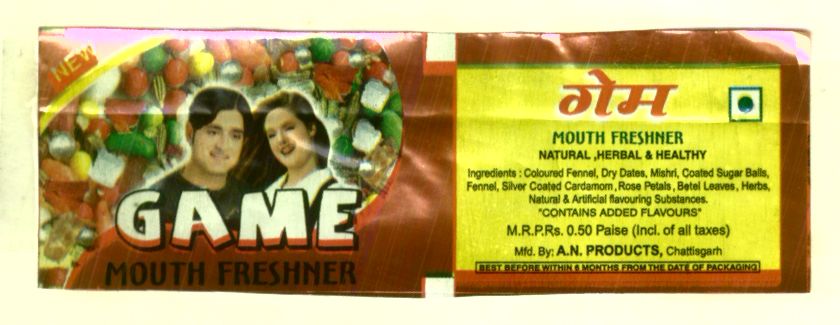 NEW
GAME
MOUTH FRESHNER
गेम
MOUTH FRESHNER
NATURAL ,HERBAL & HEALTHY
Ingredients : Coloured Fennel, Dry Dates, Mishri, Coated Sugar Balls,
Fennel, Silver Coated Cardamom, Rose Petals, Betel Leaves, Herbs,
Natural & Artificial flavouring Substances.
"CONTAINS ADDED FLAVOURS"
M.R.P.Rs. 0.50 Paise (Incl. of all taxes)
Mfd. By: A.N. PRODUCTS, Chattisgarh
BEST BEFORE WITHIN 6 MONTHS FROM THE DATE OF PACKAGING